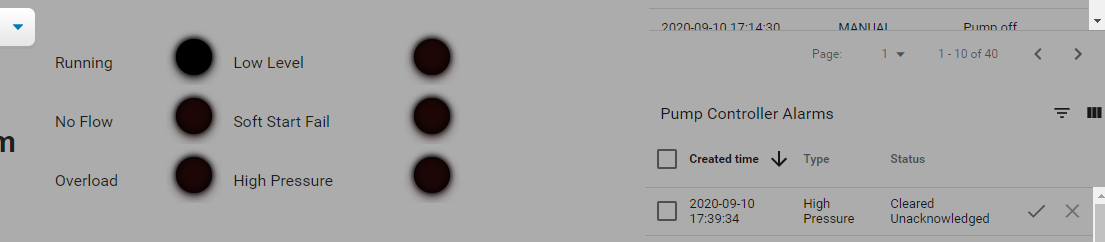 2020-09-10 17:14:30 MANUAL Pump off
Page: 1 1 - 10 of 40
Running Low Level
No Flow Soft Start Fail
m
Overload High Pressure
Pump Controller Alarms
Created time Type Status
2020-09-10 High Cleared
17:39:34 Pressure Unacknowledged